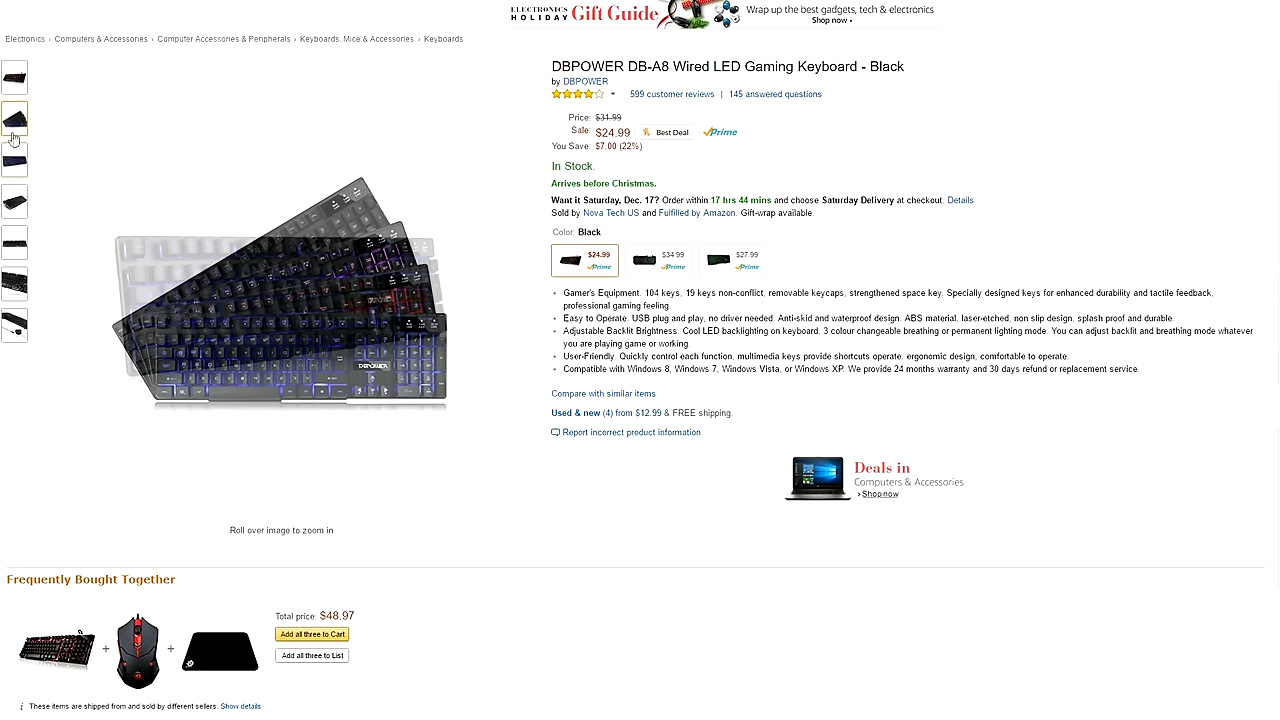 ELECTRONICS
HOLIDAY Gift Guide
Wrap up the best gadgets, tech & electronics
Shop now
Electronics › Computers & Accessories › Computer Accessories & Peripherals › Keyboards, Mice & Accessories › Keyboards
DBPOWER DB-A8 Wired LED Gaming Keyboard - Black
by DBPOWER
599 customer reviews | 145 answered questions
Price: $31.99
Sale: $24.99 Best Deal Prime
You Save: $7.00 (22%)
In Stock.
Arrives before Christmas.
Want it Saturday, Dec. 17? Order within 17 hrs 44 mins and choose Saturday Delivery at checkout. Details
Sold by Nova Tech US and Fulfilled by Amazon. Gift-wrap available.
Color: Black
$24.99 Prime
$34.99 Prime
$27.99 Prime
• Gamer's Equipment. 104 keys, 19 keys non-conflict, removable keycaps, strengthened space key. Specially designed keys for enhanced durability and tactile feedback,
professional gaming feeling.
• Easy to Operate. USB plug and play, no driver needed. Anti-skid and waterproof design. ABS material, laser-etched, non slip design, splash proof and durable.
• Adjustable Backlit Brightness. Cool LED backlighting on keyboard, 3 colour changeable breathing or permanent lighting mode. You can adjust backlit and breathing mode whatever
you are playing game or working.
• User-Friendly. Quickly control each function, multimedia keys provide shortcuts operate. ergonomic design, comfortable to operate.
• Compatible with Windows 8, Windows 7, Windows Vista, or Windows XP. We provide 24 months warranty and 30 days refund or replacement service.
Compare with similar items
Used & new (4) from $12.99 & FREE shipping.
Report incorrect product information.
Deals in
Computers & Accessories
› Shop now
DBPOWER
Roll over image to zoom in
Frequently Bought Together
Total price: $48.97
Add all three to Cart
Add all three to List
+ +
i These items are shipped from and sold by different sellers. Show details